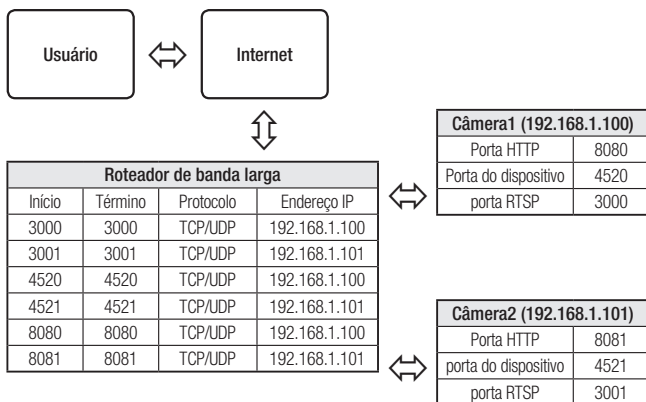 Usuário
Internet
Câmera1 (192.168.1.100)
Porta HTTP 8080
Porta do dispositivo 4520
porta RTSP 3000
Roteador de banda larga
Início Término Protocolo Endereço IP
3000 3000 TCP/UDP 192.168.1.100
3001 3001 TCP/UDP 192.168.1.101
4520 4520 TCP/UDP 192.168.1.100
4521 4521 TCP/UDP 192.168.1.101
8080 8080 TCP/UDP 192.168.1.100
8081 8081 TCP/UDP 192.168.1.101
Câmera2 (192.168.1.101)
Porta HTTP 8081
porta do dispositivo 4521
porta RTSP 3001